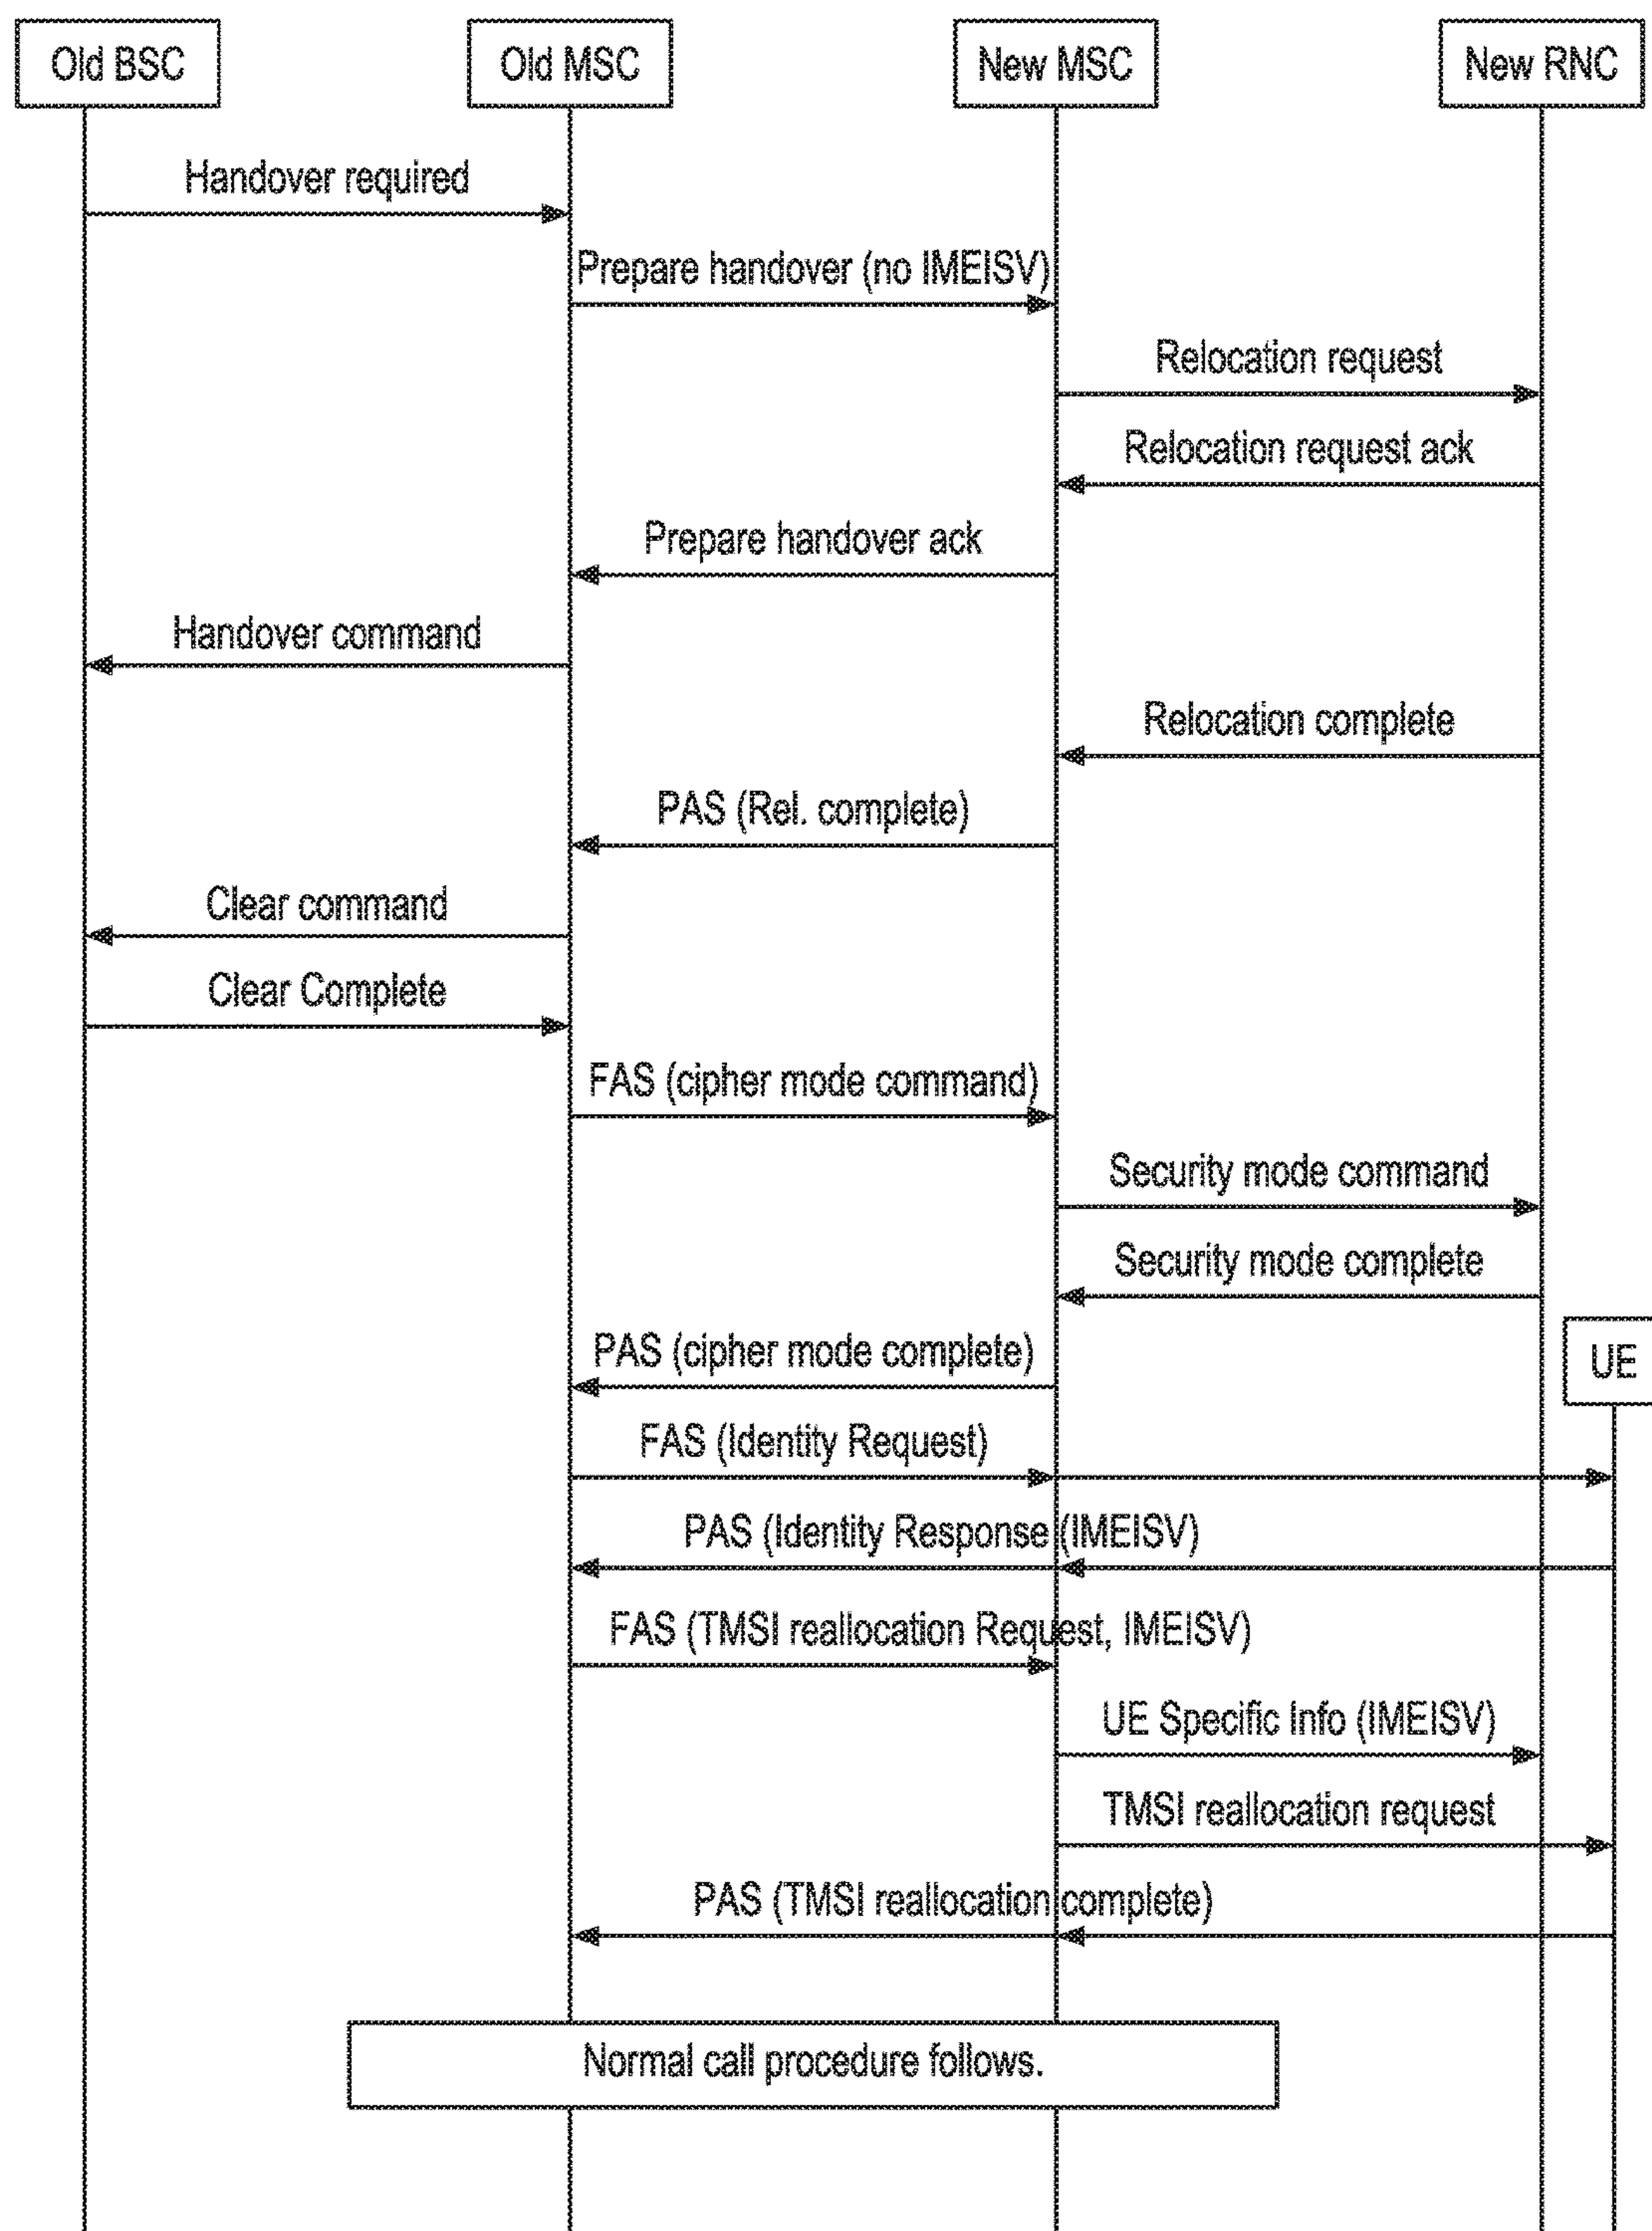 Old BSC
Old MSC
New MSC
New RNC
Handover required
Prepare handover (no IMEISV)
Relocation request
Relocation request ack
Prepare handover ack
Handover command
Relocation complete
PAS (Rel. complete)
Clear command
Clear Complete
FAS (cipher mode command)
Security mode command
Security mode complete
PAS (cipher mode complete)
UE
FAS (Identity Request)
PAS (Identity Response (IMEISV)
FAS (TMSI reallocation Request, IMEISV)
UE Specific Info (IMEISV)
TMSI reallocation request
PAS (TMSI reallocation complete)
Normal call procedure follows.